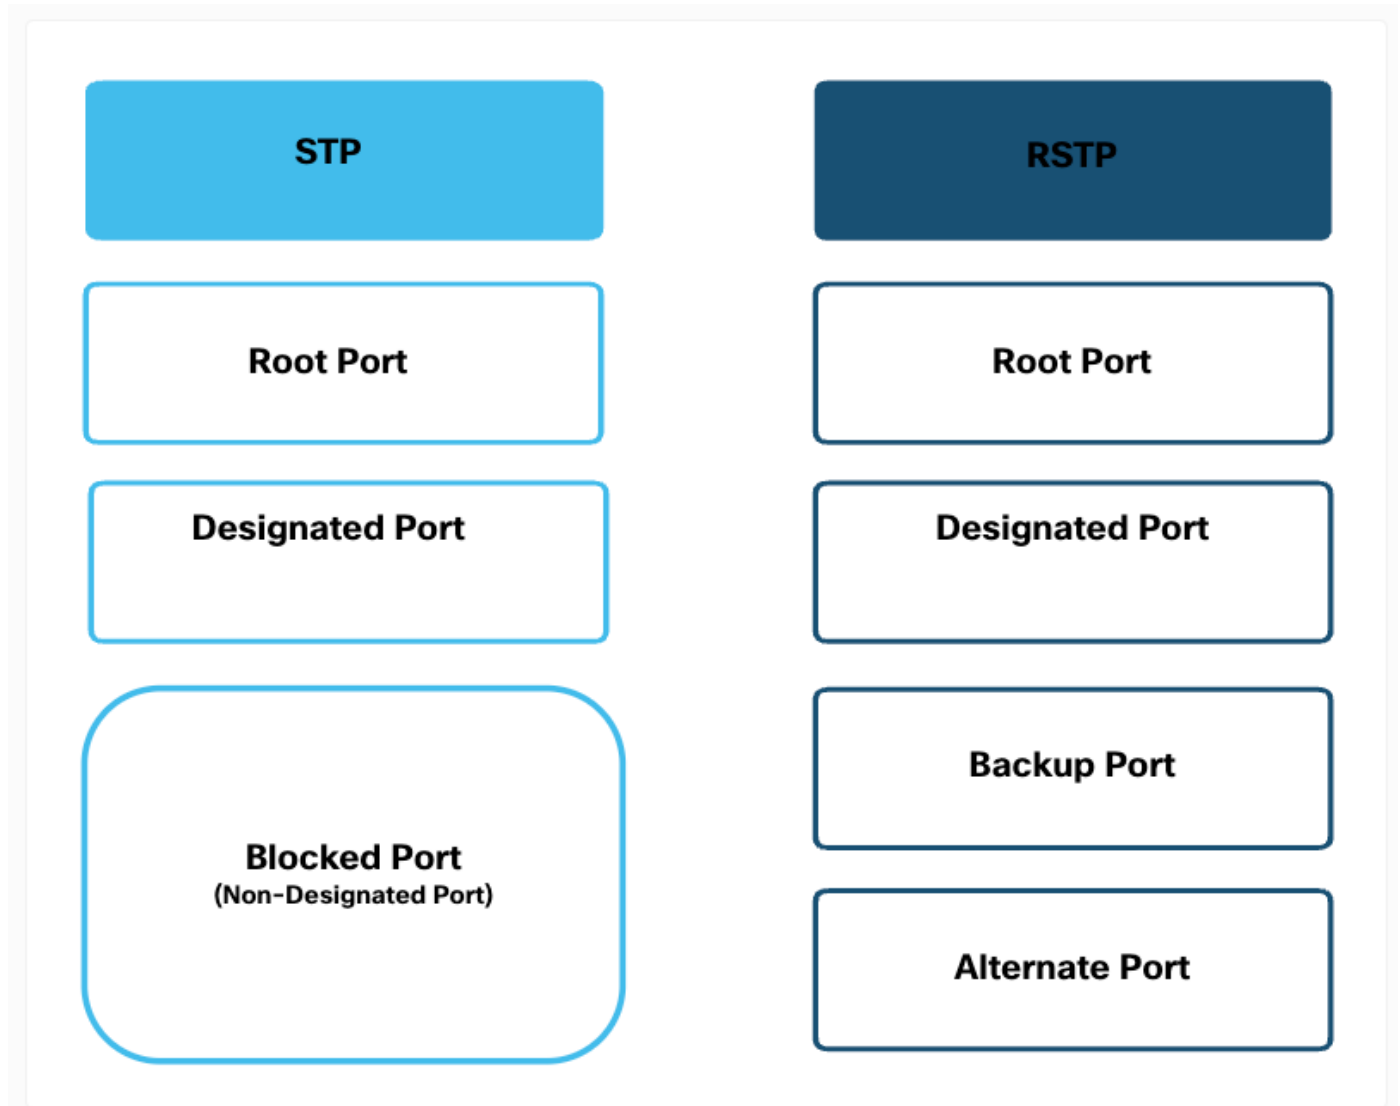 STP
RSTP
Root Port
Root Port
Designated Port
Designated Port
Backup Port
Blocked Port
(Non-Designated Port)
Alternate Port